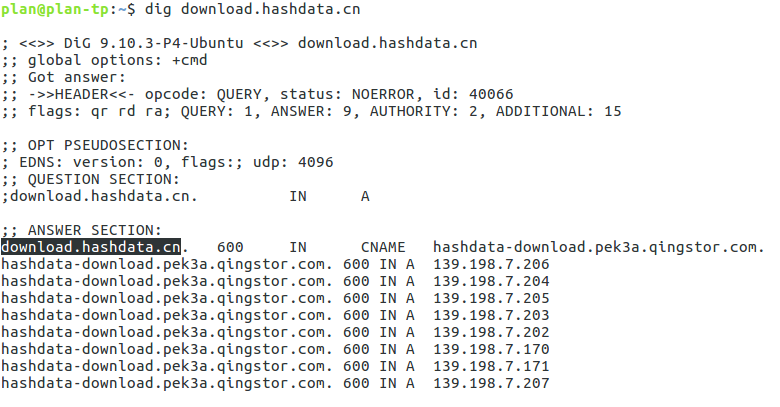 plan@plan-tp:~$ dig download.hashdata.cn
; <<>> DiG 9.10.3-P4-Ubuntu <<>> download.hashdata.cn
;; global options: +cmd
;; Got answer:
;; ->>HEADER<<- opcode: QUERY, status: NOERROR, id: 40066
;; flags: qr rd ra; QUERY: 1, ANSWER: 9, AUTHORITY: 2, ADDITIONAL: 15
;; OPT PSEUDOSECTION:
; EDNS: version: 0, flags:; udp: 4096
;; QUESTION SECTION:
;download.hashdata.cn. IN A
;; ANSWER SECTION:
download.hashdata.cn. 600 IN CNAME hashdata-download.pek3a.qingstor.com.
hashdata-download.pek3a.qingstor.com. 600 IN A 139.198.7.206
hashdata-download.pek3a.qingstor.com. 600 IN A 139.198.7.204
hashdata-download.pek3a.qingstor.com. 600 IN A 139.198.7.205
hashdata-download.pek3a.qingstor.com. 600 IN A 139.198.7.203
hashdata-download.pek3a.qingstor.com. 600 IN A 139.198.7.202
hashdata-download.pek3a.qingstor.com. 600 IN A 139.198.7.170
hashdata-download.pek3a.qingstor.com. 600 IN A 139.198.7.171
hashdata-download.pek3a.qingstor.com. 600 IN A 139.198.7.207